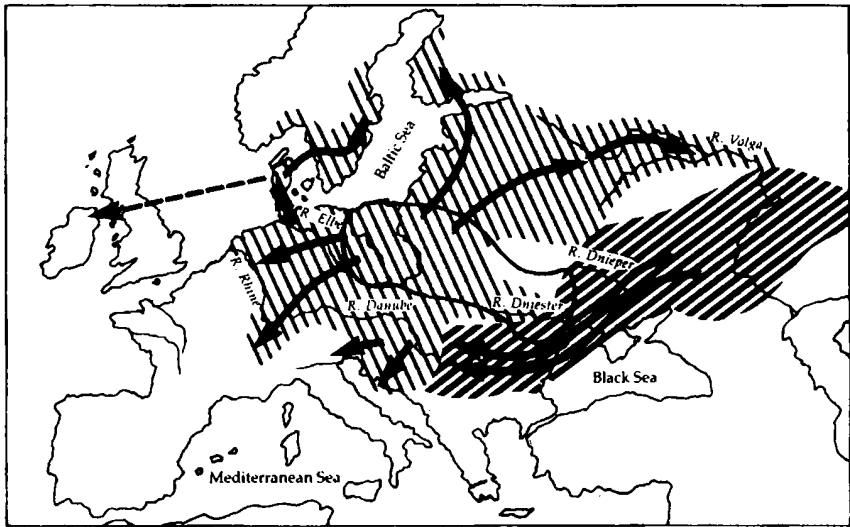 R. Volga
Baltic Sea
R. Elbe
R. Dnieper
R. Rhine
R. Danube
R. Dniester
Black Sea
Mediterranean Sea